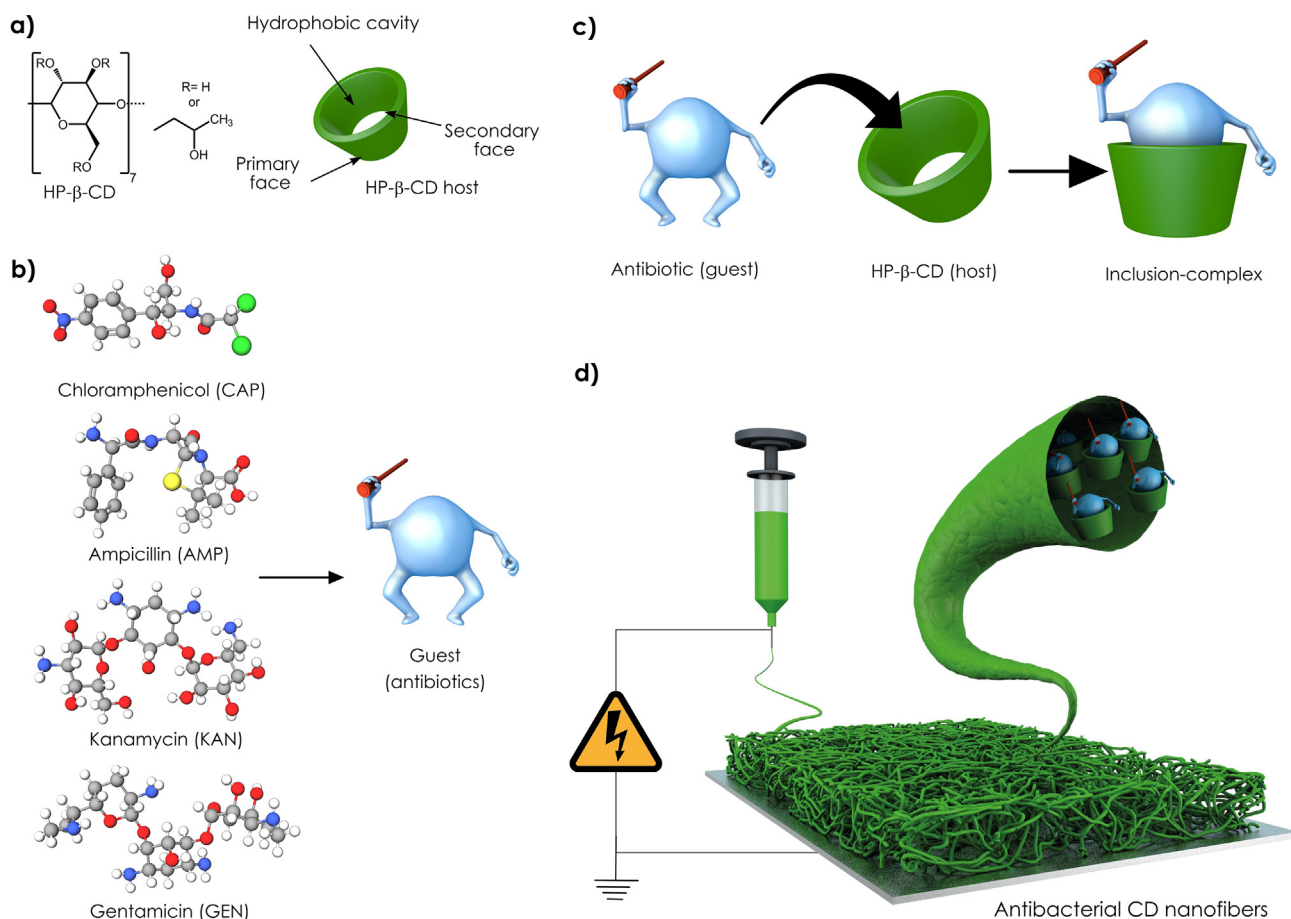 a)
Hydrophobic cavity
RO
OR
O
O
RO
7
R= H
or
CH3
OH
HP-β-CD
Primary
face
Secondary
face
HP-β-CD host
b)
Chloramphenicol (CAP)
Ampicillin (AMP)
Kanamycin (KAN)
Gentamicin (GEN)
Guest
(antibiotics)
c)
Antibiotic (guest)
HP-β-CD (host)
Inclusion-complex
d)
Antibacterial CD nanofibers